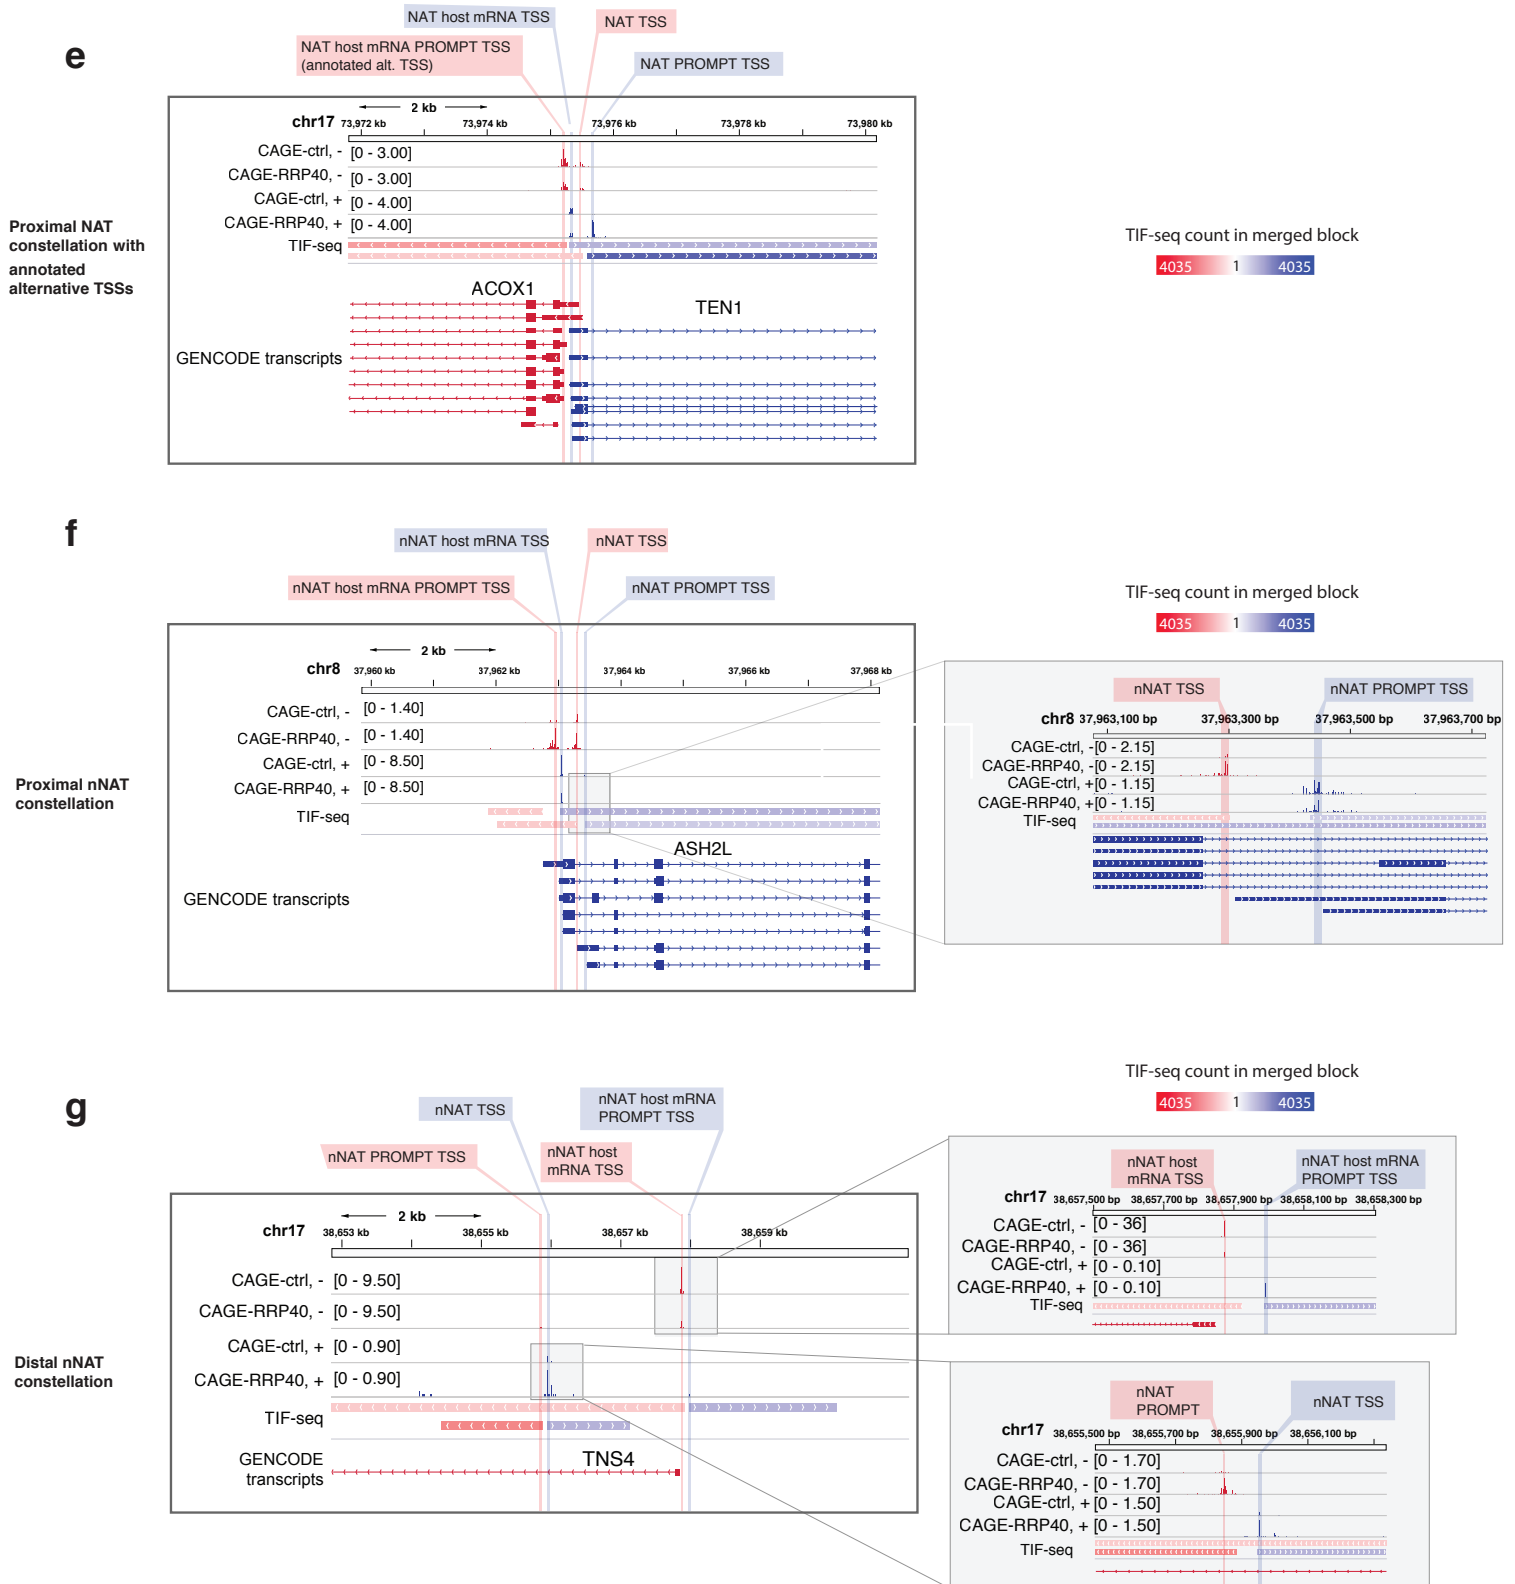 e
NAT host mRNA TSS
NAT TSS
NAT host mRNA PROMPT TSS
(annotated alt. TSS)
NAT PROMPT TSS
2 kb
chr17
73,972 kb 73,974 kb 73,976 kb 73,978 kb 73,980 kb
CAGE-ctrl, - [0 - 3.00]
CAGE-RRP40, - [0 - 3.00]
CAGE-ctrl, + [0 - 4.00]
CAGE-RRP40, + [0 - 4.00]
TIF-seq
Proximal NAT
constellation with
annotated
alternative TSSs
ACOX1
TEN1
GENCODE transcripts
TIF-seq count in merged block
4035 1 4035
f
nNAT host mRNA TSS
nNAT TSS
nNAT host mRNA PROMPT TSS
nNAT PROMPT TSS
2 kb
chr8
37,960 kb 37,962 kb 37,964 kb 37,966 kb 37,968 kb
CAGE-ctrl, - [0 - 1.40]
CAGE-RRP40, - [0 - 1.40]
CAGE-ctrl, + [0 - 8.50]
CAGE-RRP40, + [0 - 8.50]
TIF-seq
Proximal nNAT
constellation
ASH2L
GENCODE transcripts
TIF-seq count in merged block
4035 1 4035
nNAT TSS
nNAT PROMPT TSS
chr8 37,963,100 bp 37,963,300 bp 37,963,500 bp 37,963,700 bp
CAGE-ctrl, -[0 - 2.15]
CAGE-RRP40, -[0 - 2.15]
CAGE-ctrl, +[0 - 1.15]
CAGE-RRP40, +[0 - 1.15]
TIF-seq
g
nNAT TSS
nNAT host mRNA
PROMPT TSS
nNAT PROMPT TSS
nNAT host
mRNA TSS
2 kb
chr17
38,653 kb 38,655 kb 38,657 kb 38,659 kb
CAGE-ctrl, - [0 - 9.50]
CAGE-RRP40, - [0 - 9.50]
CAGE-ctrl, + [0 - 0.90]
CAGE-RRP40, + [0 - 0.90]
TIF-seq
Distal nNAT
constellation
GENCODE
transcripts
TNS4
TIF-seq count in merged block
4035 1 4035
nNAT host
mRNA TSS
nNAT host mRNA
PROMPT TSS
chr17 38,657,500 bp 38,657,700 bp 38,657,900 bp 38,658,100 bp 38,658,300 bp
CAGE-ctrl, - [0 - 36]
CAGE-RRP40, - [0 - 36]
CAGE-ctrl, + [0 - 0.10]
CAGE-RRP40, + [0 - 0.10]
TIF-seq
nNAT
PROMPT
nNAT TSS
chr17 38,655,500 bp 38,655,700 bp 38,655,900 bp 38,656,100 bp
CAGE-ctrl, - [0 - 1.70]
CAGE-RRP40, - [0 - 1.70]
CAGE-ctrl, + [0 - 1.50]
CAGE-RRP40, + [0 - 1.50]
TIF-seq